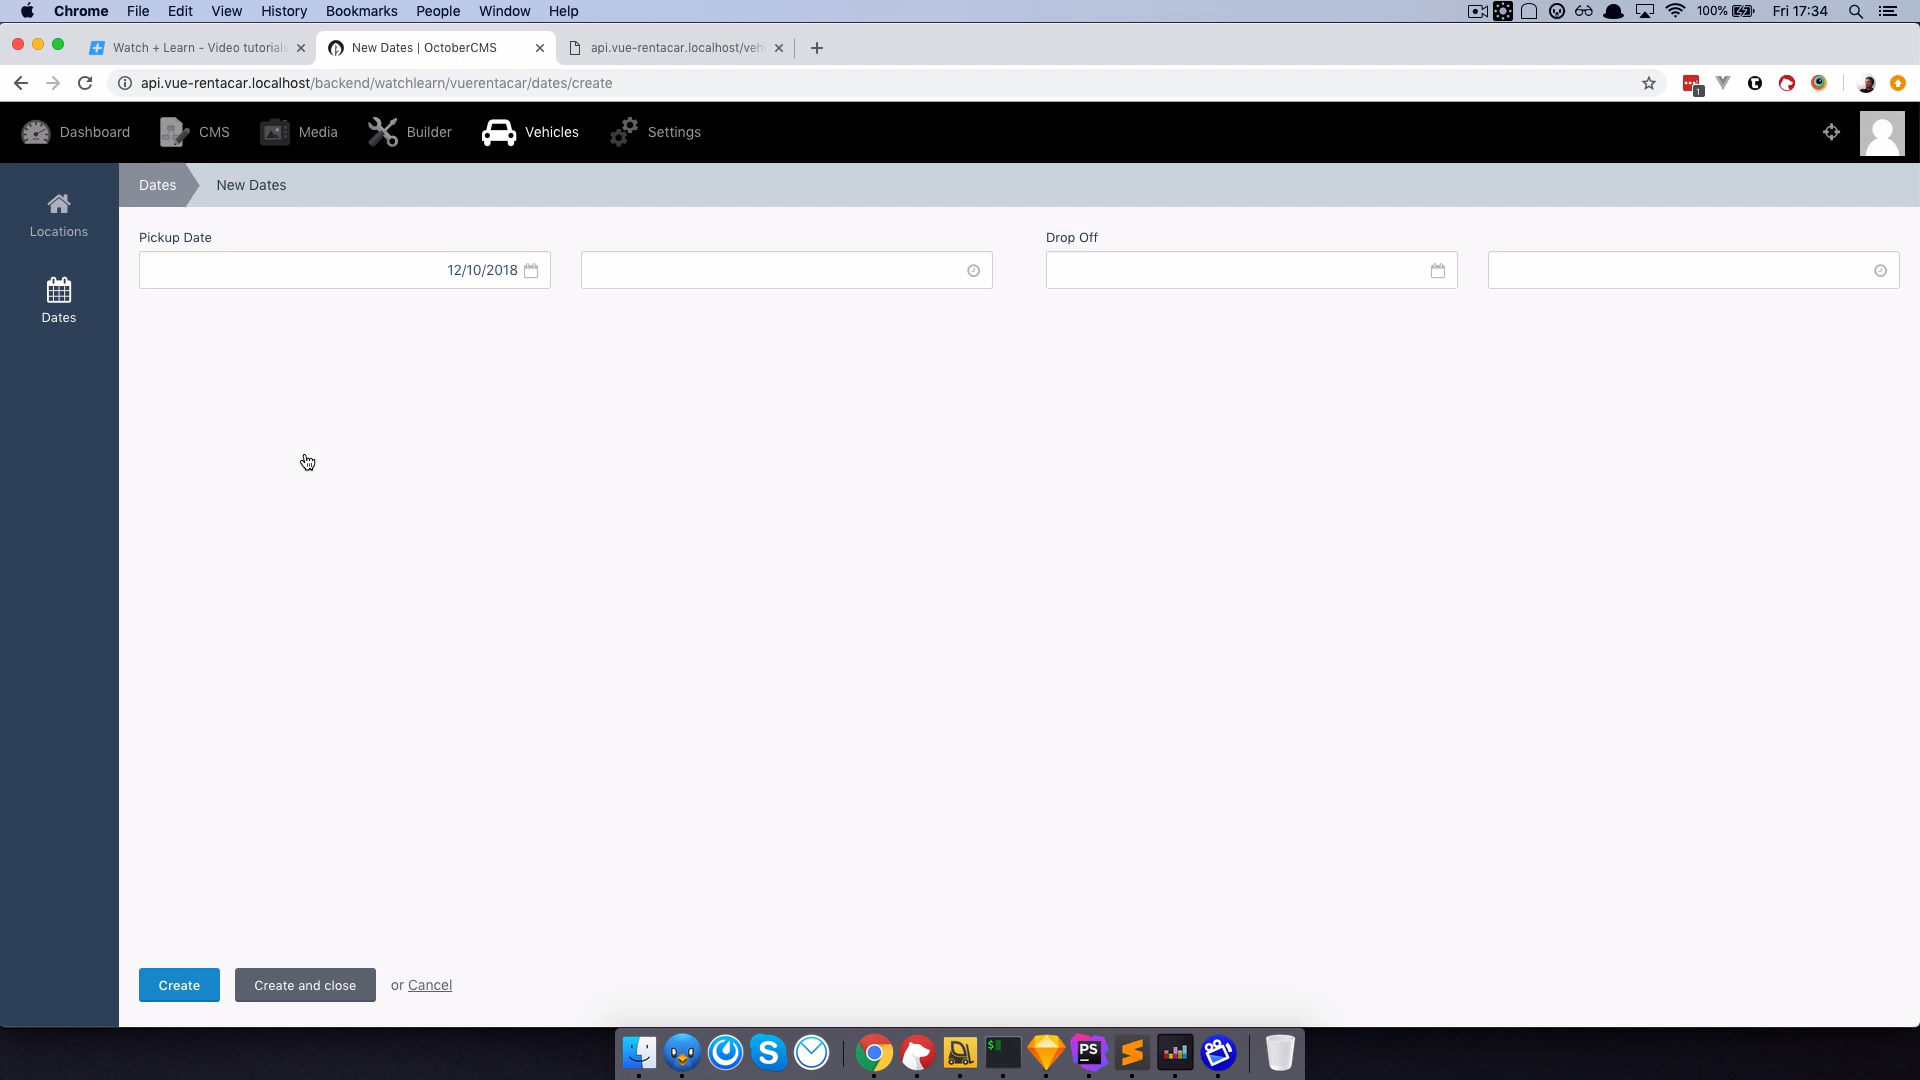 Chrome File Edit View History Bookmarks People Window Help 100% Fri 17:34
Watch + Learn - Video tutorials New Dates | OctoberCMS api.vue-rentacar.localhost/veh
api.vue-rentacar.localhost/backend/watchlearn/vuerentacar/dates/create 1
Dashboard CMS Media Builder Vehicles Settings
Dates New Dates
Locations
Dates
Pickup Date Drop Off
12/10/2018
Create Create and close or Cancel
S $ PS